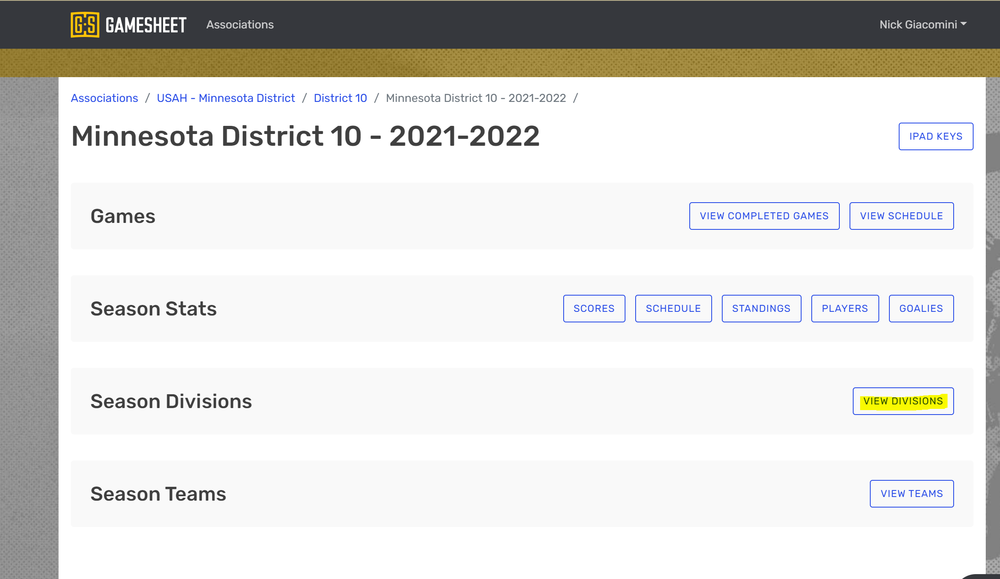 G:S GAMESHEET Associations Nick Giacomini
Associations / USAH - Minnesota District / District 10 / Minnesota District 10 - 2021-2022 /
Minnesota District 10 - 2021-2022 IPAD KEYS
Games VIEW COMPLETED GAMES VIEW SCHEDULE
Season Stats SCORES SCHEDULE STANDINGS PLAYERS GOALIES
Season Divisions VIEW DIVISIONS
Season Teams VIEW TEAMS